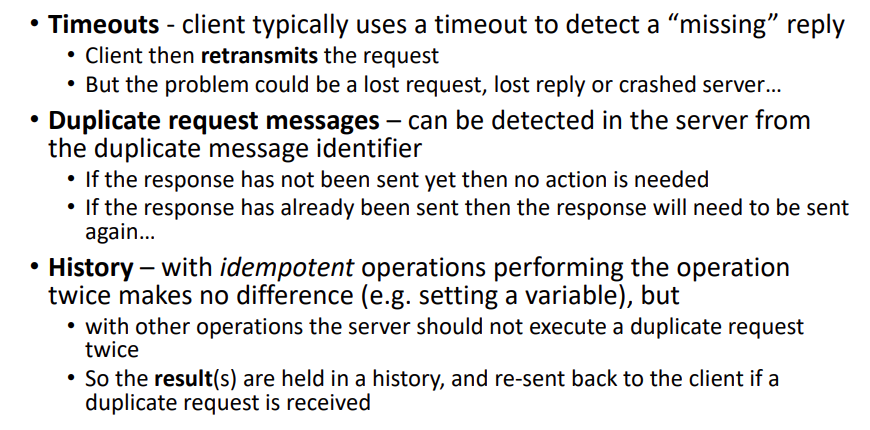 • Timeouts - client typically uses a timeout to detect a “missing” reply
• Client then retransmits the request
• But the problem could be a lost request, lost reply or crashed server…
• Duplicate request messages – can be detected in the server from
the duplicate message identifier
• If the response has not been sent yet then no action is needed
• If the response has already been sent then the response will need to be sent
again…
• History – with idempotent operations performing the operation
twice makes no difference (e.g. setting a variable), but
• with other operations the server should not execute a duplicate request
twice
• So the result(s) are held in a history, and re-sent back to the client if a
duplicate request is received